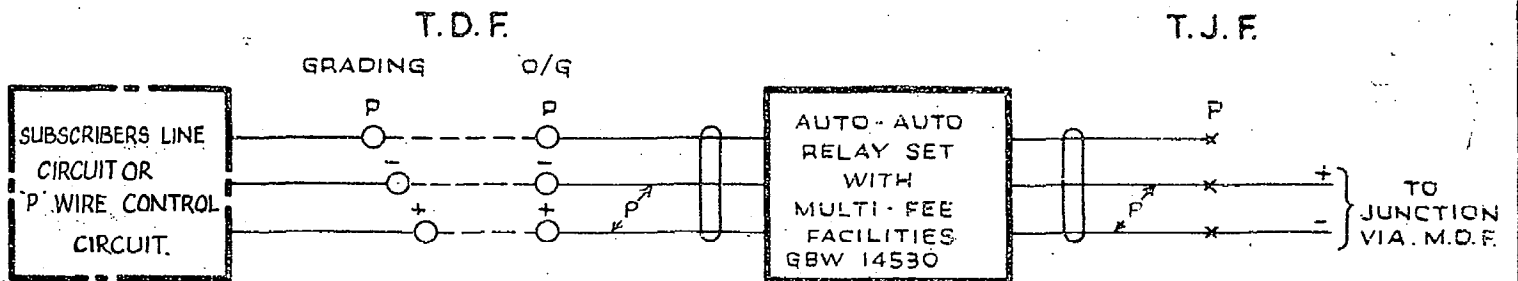 T.D.F.
T.J.F.
GRADING
O/G
P
P
P
SUBSCRIBERS LINE
CIRCUIT OR
'P' WIRE CONTROL
CIRCUIT.
-
-
+
+
P
AUTO-AUTO
RELAY SET
WITH
MULTI-FEE
FACILITIES
GBW 14530
P
+
-
TO
JUNCTION
VIA. M.D.F.